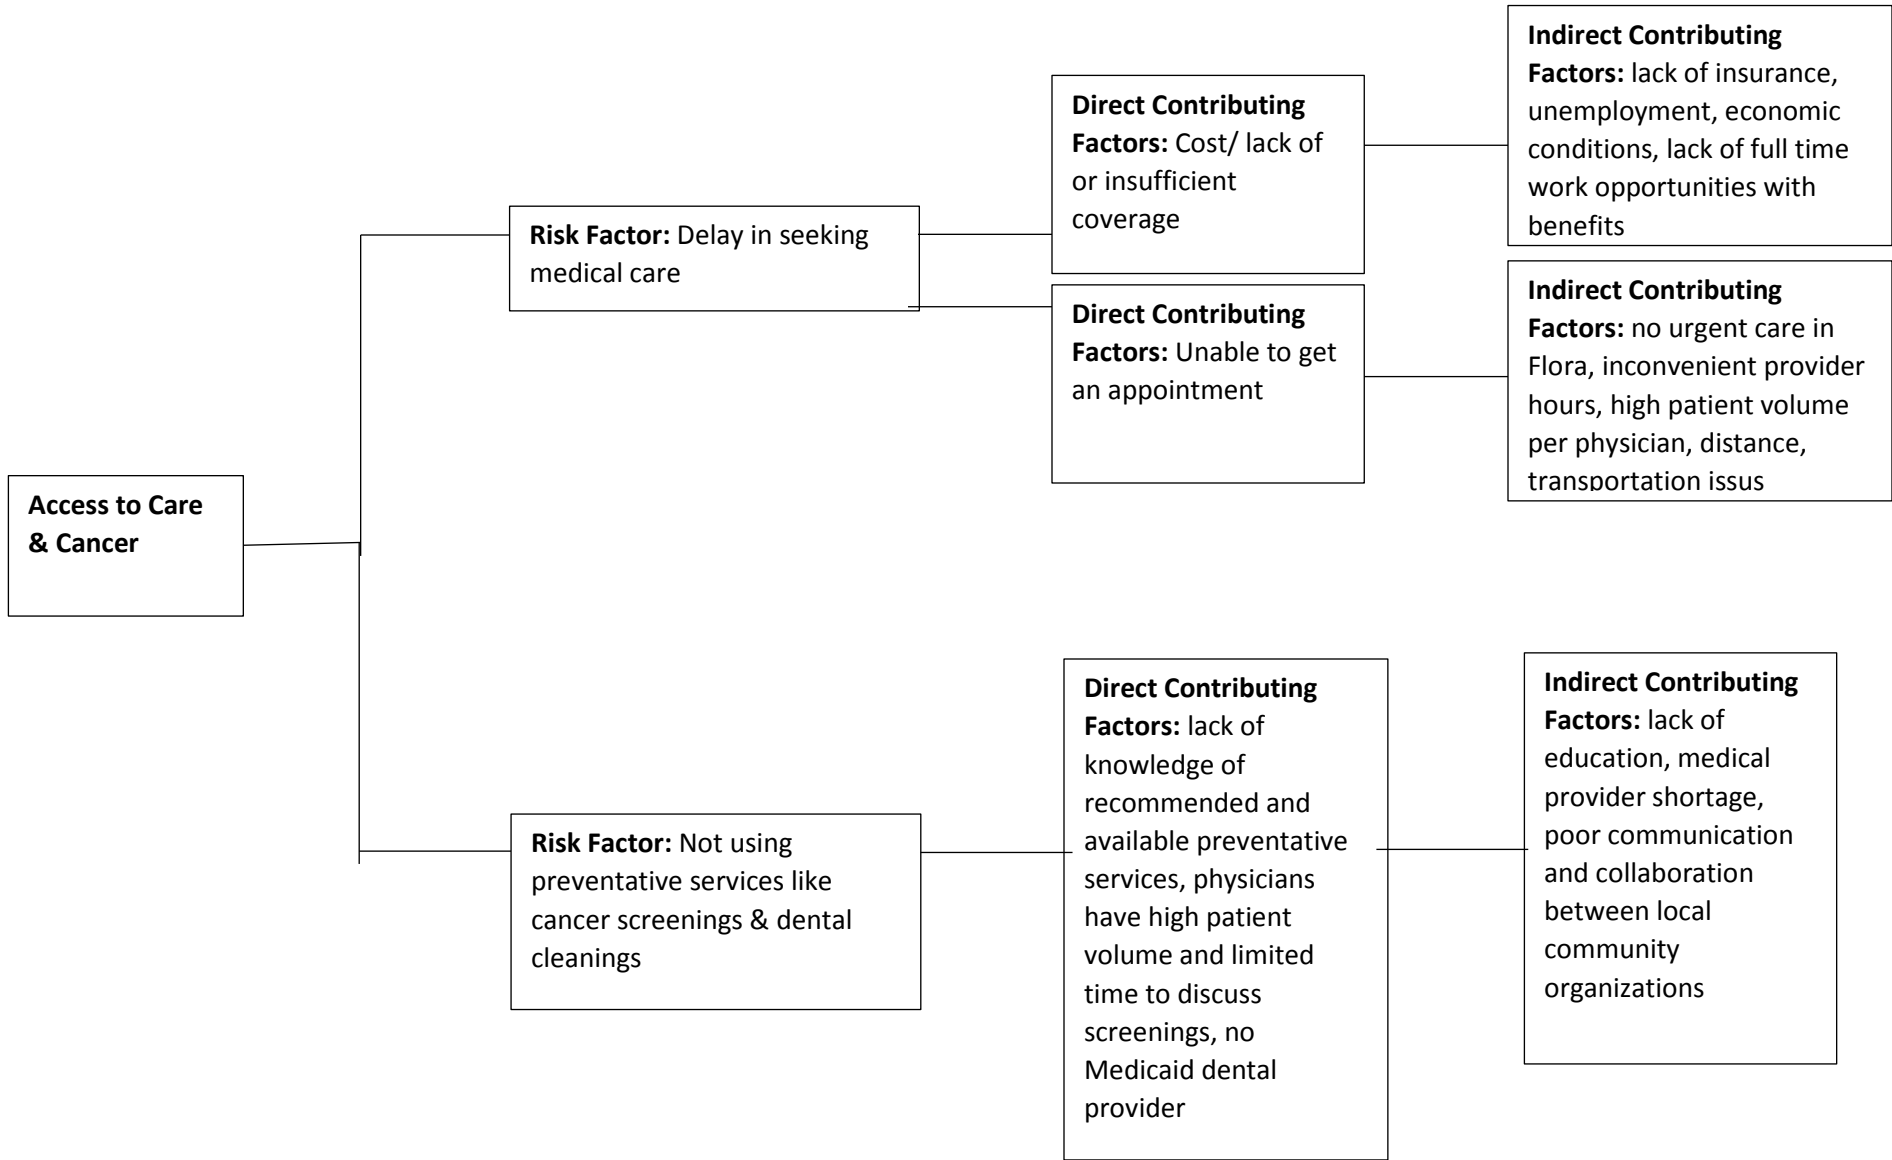 Access to Care
& Cancer
Risk Factor: Delay in seeking
medical care
Direct Contributing
Factors: Cost/ lack of
or insufficient
coverage
Indirect Contributing
Factors: lack of insurance,
unemployment, economic
conditions, lack of full time
work opportunities with
benefits
Direct Contributing
Factors: Unable to get
an appointment
Indirect Contributing
Factors: no urgent care in
Flora, inconvenient provider
hours, high patient volume
per physician, distance,
transportation issus
Risk Factor: Not using
preventative services like
cancer screenings & dental
cleanings
Direct Contributing
Factors: lack of
knowledge of
recommended and
available preventative
services, physicians
have high patient
volume and limited
time to discuss
screenings, no
Medicaid dental
provider
Indirect Contributing
Factors: lack of
education, medical
provider shortage,
poor communication
and collaboration
between local
community
organizations